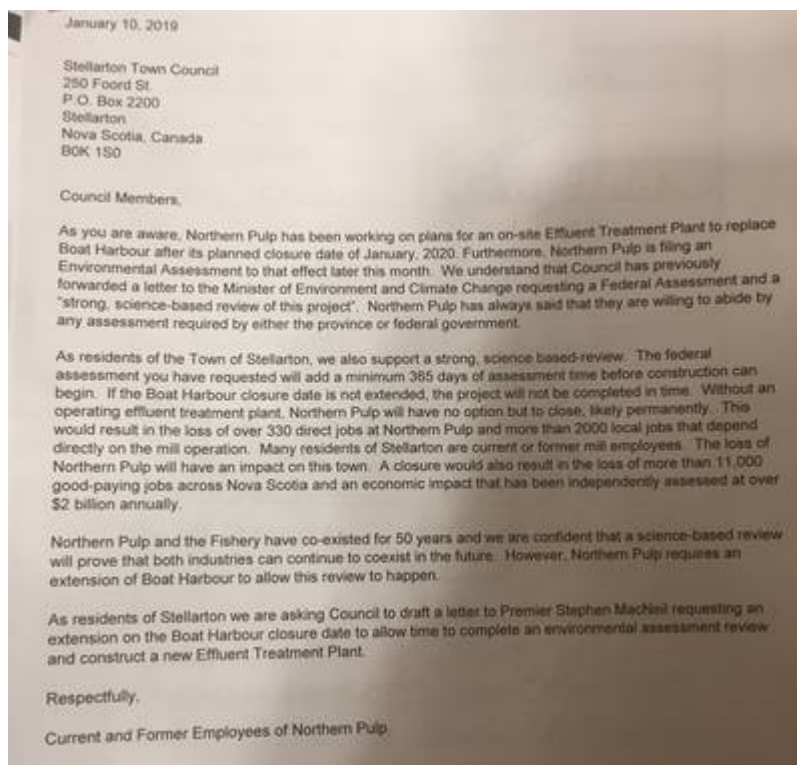 January 10, 2019
Stellarton Town Council
250 Foord St.
P.O. Box 2200
Stellarton
Nova Scotia, Canada
B0K 1S0
Council Members,
As you are aware, Northern Pulp has been working on plans for an on-site Effluent Treatment Plant to replace
Boat Harbour after its planned closure date of January, 2020. Furthermore, Northern Pulp is filing an
Environmental Assessment to that effect later this month. We understand that Council has previously
forwarded a letter to the Minister of Environment and Climate Change requesting a Federal Assessment and a
"strong, science-based review of this project". Northern Pulp has always said that they are willing to abide by
any assessment required by either the province or federal government.
As residents of the Town of Stellarton, we also support a strong, science based-review. The federal
assessment you have requested will add a minimum 365 days of assessment time before construction can
begin. If the Boat Harbour closure date is not extended, the project will not be completed in time. Without an
operating effluent treatment plant, Northern Pulp will have no option but to close, likely permanently. This
would result in the loss of over 330 direct jobs at Northern Pulp and more than 2000 local jobs that depend
directly on the mill operation. Many residents of Stellarton are current or former mill employees. The loss of
Northern Pulp will have an impact on this town. A closure would also result in the loss of more than 11,000
good-paying jobs across Nova Scotia and an economic impact that has been independently assessed at over
$2 billion annually.
Northern Pulp and the Fishery have co-existed for 50 years and we are confident that a science-based review
will prove that both industries can continue to coexist in the future. However, Northern Pulp requires an
extension of Boat Harbour to allow this review to happen.
As residents of Stellarton we are asking Council to draft a letter to Premier Stephen MacNeil requesting an
extension on the Boat Harbour closure date to allow time to complete an environmental assessment review
and construct a new Effluent Treatment Plant.
Respectfully,
Current and Former Employees of Northern Pulp